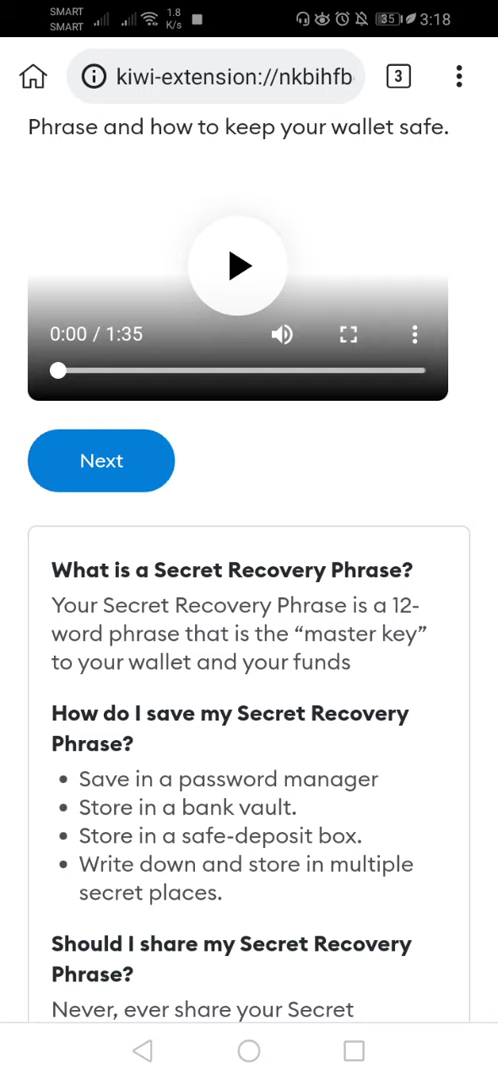 SMART
SMART
1.8
K/s
35
3:18
kiwi-extension://nkbihfb
3
Phrase and how to keep your wallet safe.
0:00 / 1:35
Next
What is a Secret Recovery Phrase?
Your Secret Recovery Phrase is a 12-
word phrase that is the “master key”
to your wallet and your funds
How do I save my Secret Recovery
Phrase?
• Save in a password manager
• Store in a bank vault.
• Store in a safe-deposit box.
• Write down and store in multiple
secret places.
Should I share my Secret Recovery
Phrase?
Never, ever share your Secret